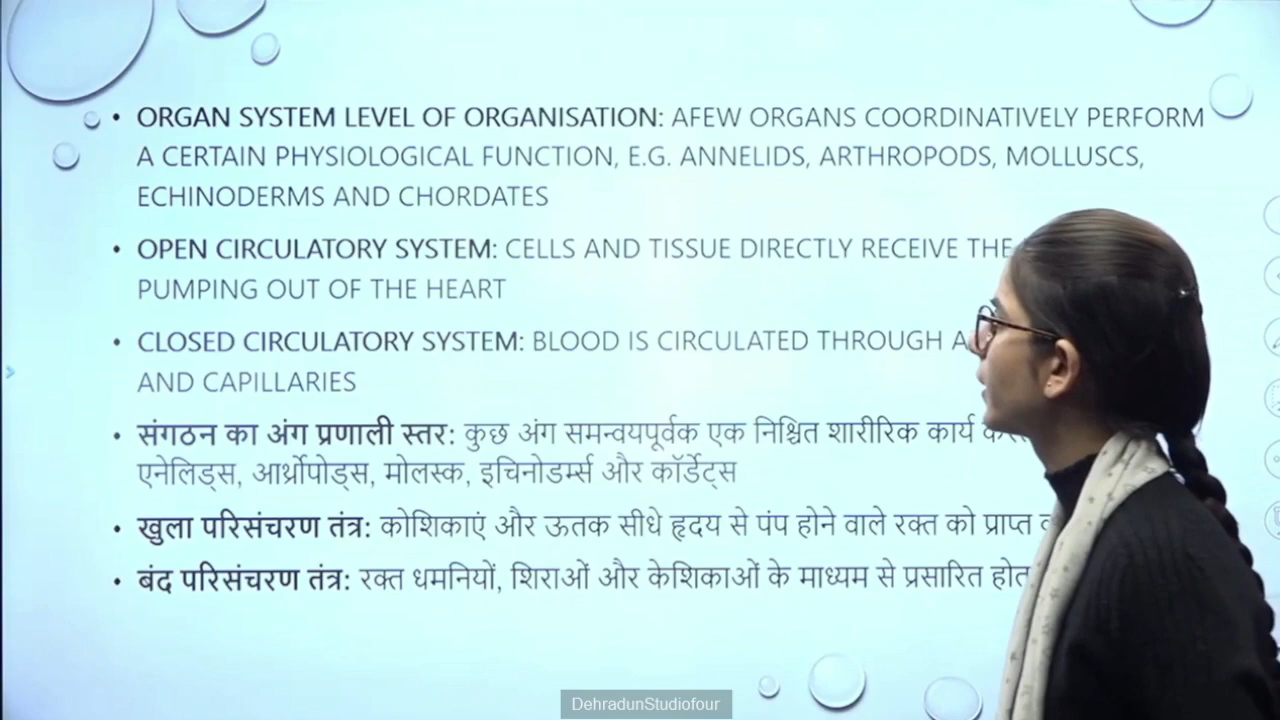 • ORGAN SYSTEM LEVEL OF ORGANISATION: AFEW ORGANS COORDINATIVELY PERFORM
A CERTAIN PHYSIOLOGICAL FUNCTION, E.G. ANNELIDS, ARTHROPODS, MOLLUSCS,
ECHINODERMS AND CHORDATES
• OPEN CIRCULATORY SYSTEM: CELLS AND TISSUE DIRECTLY RECEIVE THE
PUMPING OUT OF THE HEART
• CLOSED CIRCULATORY SYSTEM: BLOOD IS CIRCULATED THROUGH
AND CAPILLARIES
• संगठन का अंग प्रणाली स्तर: कुछ अंग समन्वयपूर्वक एक निश्चित शारीरिक कार्य
एनेलिड्स, आर्थ्रोपोड्स, मोलस्क, इचिनोडर्म्स और कॉर्डेट्स
• खुला परिसंचरण तंत्र: कोशिकाएं और ऊतक सीधे हृदय से पंप होने वाले रक्त को प्राप्त
• बंद परिसंचरण तंत्र: रक्त धमनियों, शिराओं और केशिकाओं के माध्यम से प्रसारित
DehradunStudiofour